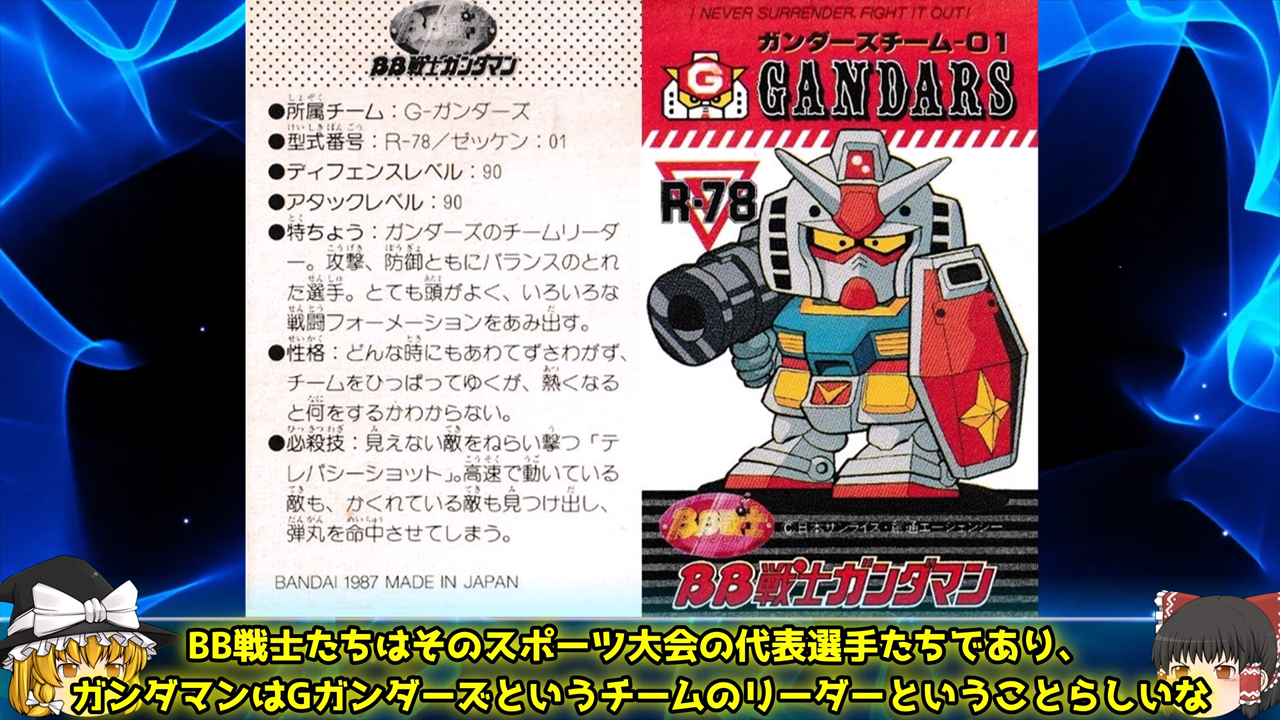 BB戦士ガンダマン
●所属チーム：G-ガンダーズ
●型式番号：R-78／ゼッケン：01
●ディフェンスレベル：90
●アタックレベル：90
●特ちょう：ガンダーズのチームリーダ
ー。攻撃、防御ともにバランスのとれ
た選手。とても頭がよく、いろいろな
戦闘フォーメーションをあみ出す。
●性格：どんな時にもあわてずさわがず、
チームをひっぱってゆくが、熱くなる
と何をするかわからない。
●必殺技：見えない敵をねらい撃つ「テ
レパシーショット」。高速で動いている
敵も、かくれている敵も見つけ出し、
弾丸を命中させてしまう。
BANDAI 1987 MADE IN JAPAN
I NEVER SURRENDER. FIGHT IT OUT!
ガンダーズチーム-01
G
GANDARS
R-78
BB戦士
©日本サンライズ・創通エージェンシー
BB戦士ガンダマン
BB戦士たちはそのスポーツ大会の代表選手たちであり、
ガンダマンはGガンダーズというチームのリーダーということらしいな